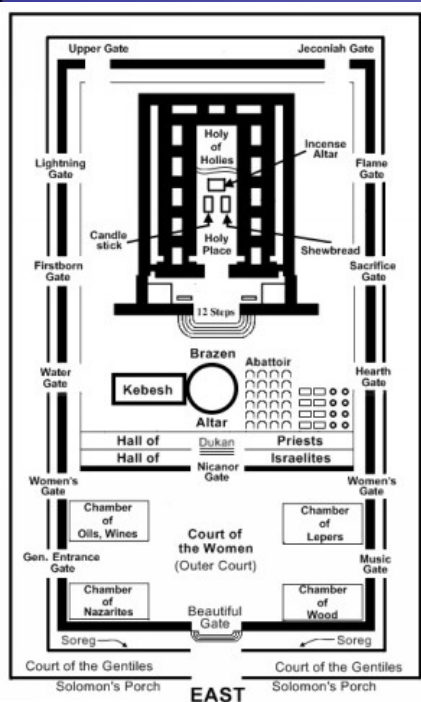 Upper Gate
Jeconiah Gate
Holy
of
Holies
Incense
Altar
Lightning
Gate
Flame
Gate
Candle
stick
Holy
Place
Shewbread
Firstborn
Gate
Sacrifice
Gate
12 Steps
Brazen
Altar
Abattoir
Kebesh
Water
Gate
Hearth
Gate
Hall of
Dukan
Priests
Hall of
Israelites
Nicanor
Gate
Women's
Gate
Women's
Gate
Chamber
of
Oils, Wines
Court of
the Women
(Outer Court)
Chamber
of
Lepers
Gen. Entrance
Gate
Music
Gate
Chamber
of
Nazarites
Beautiful
Gate
Chamber
of
Wood
Soreg
Soreg
Court of the Gentiles
Court of the Gentiles
Solomon's Porch
Solomon's Porch
EAST